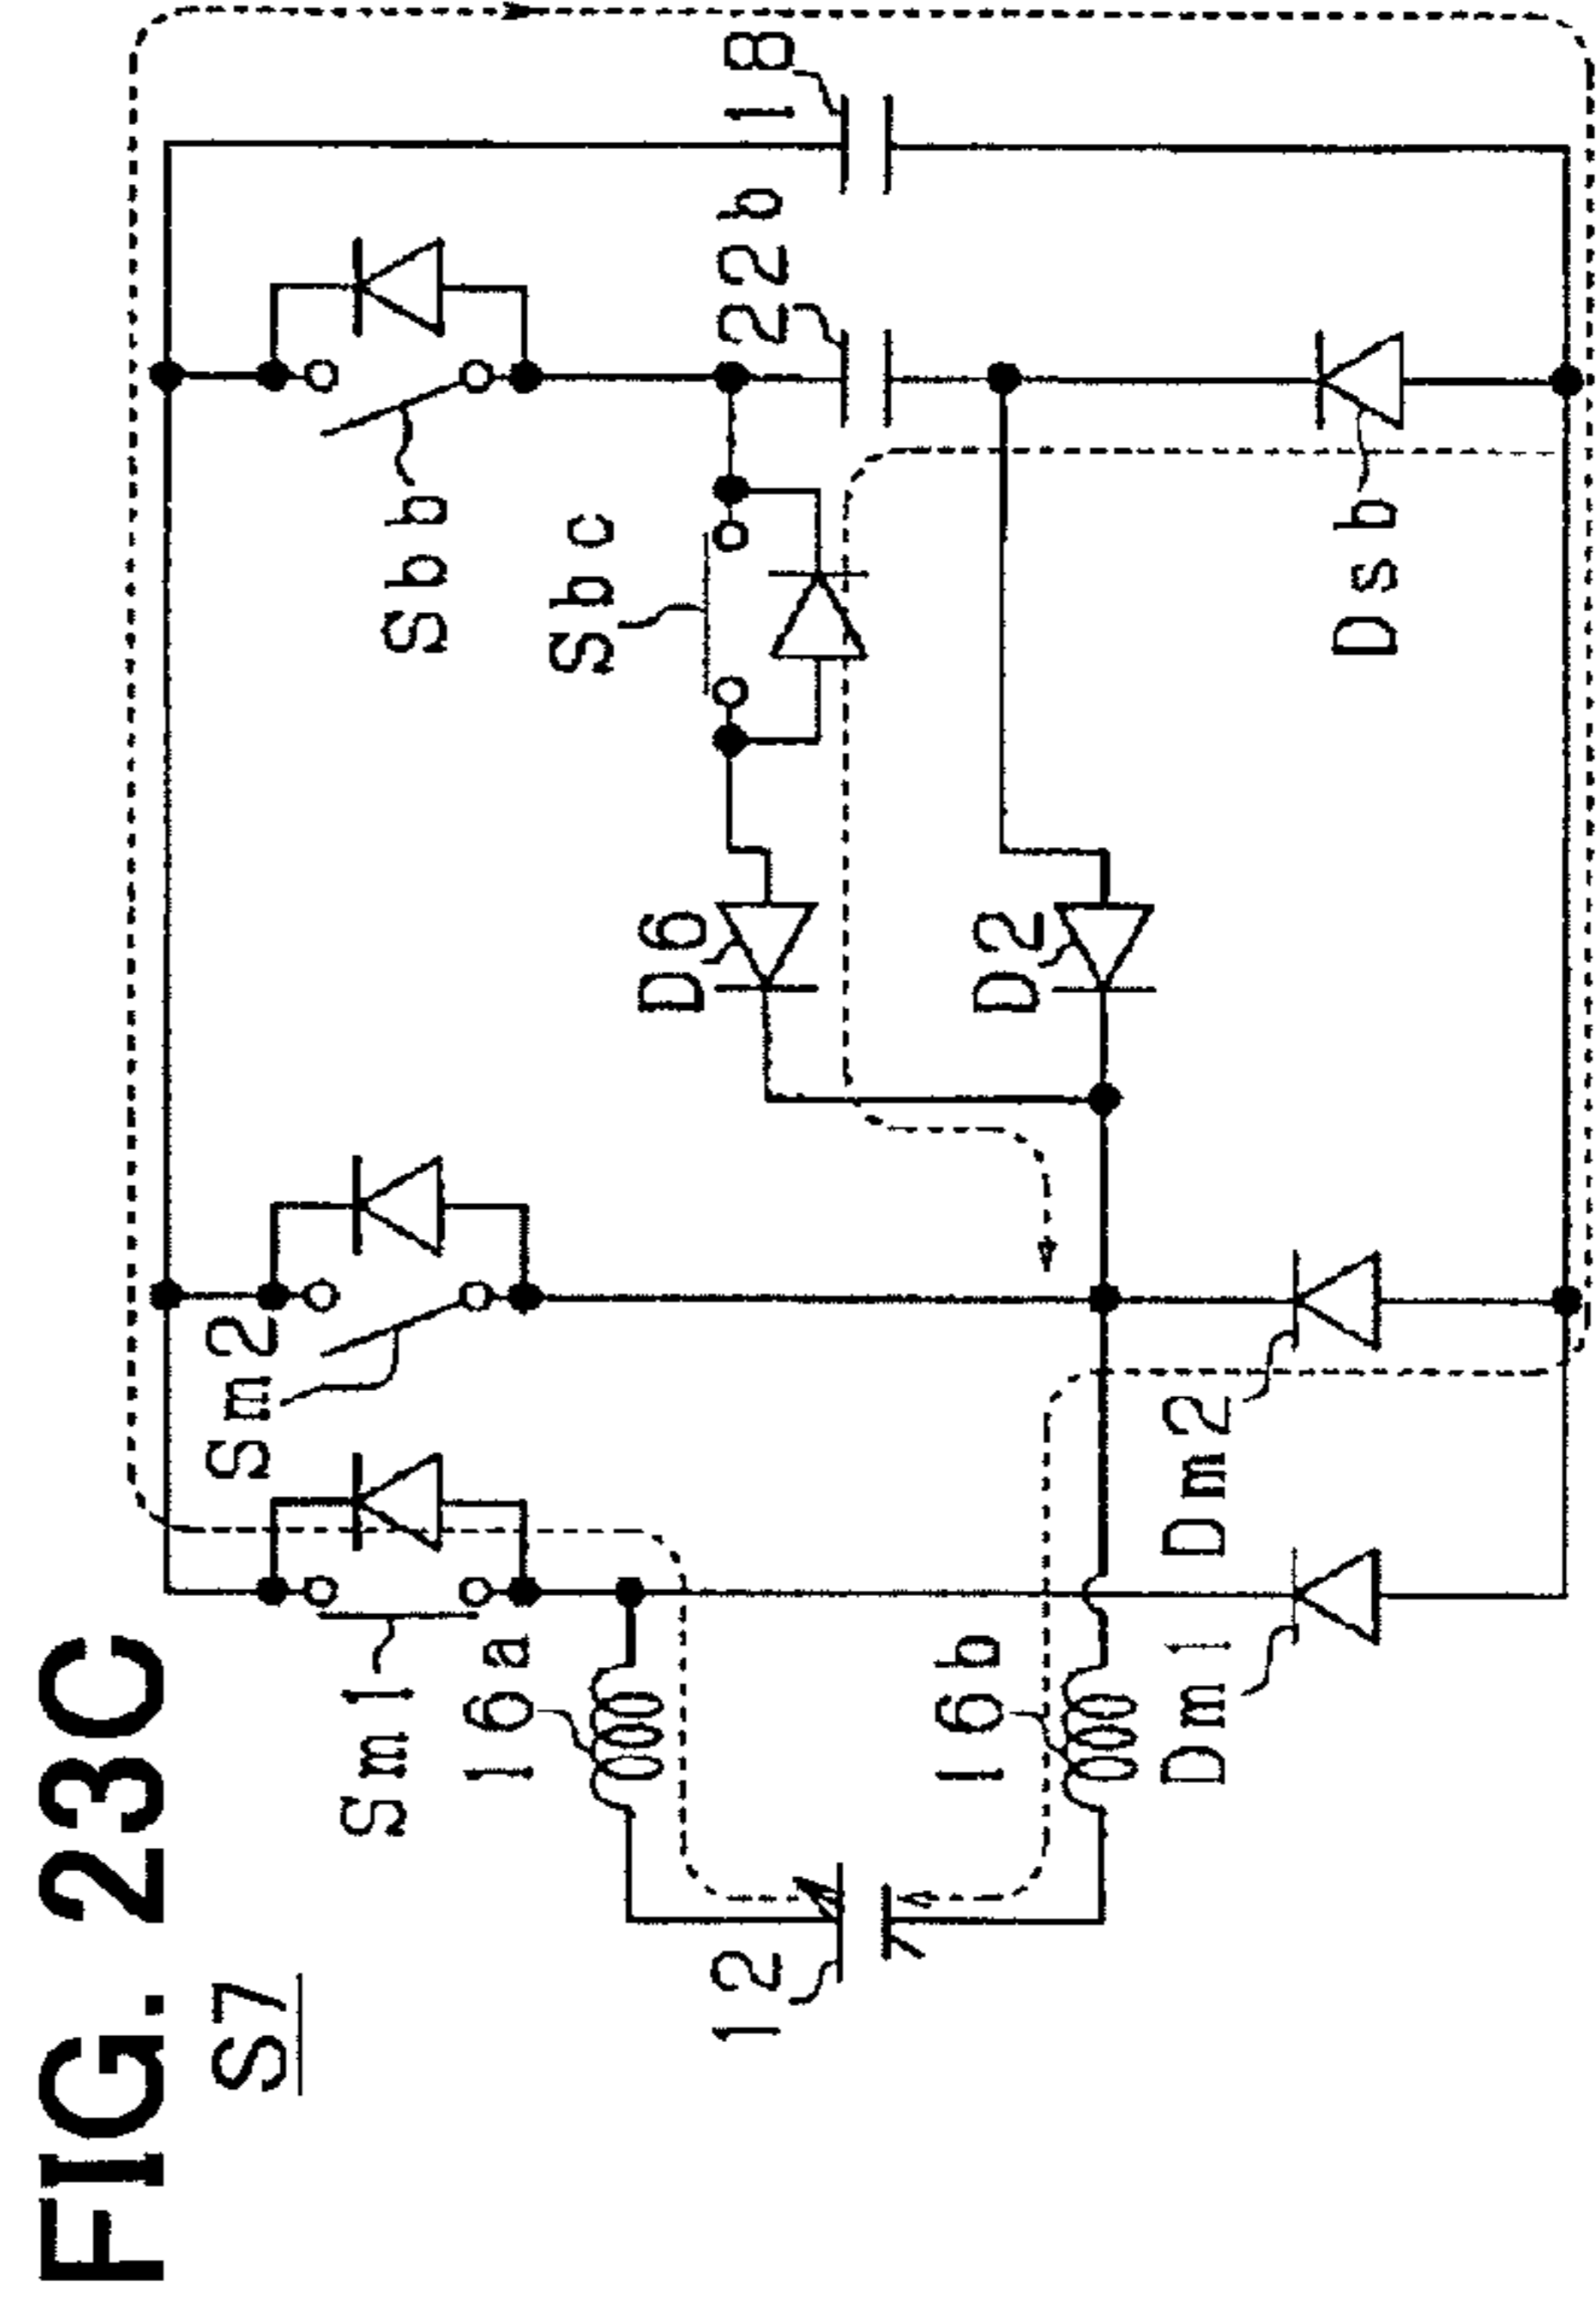 FIG. 23C
S7
Sm1
Sm2
Sbb
Sbc
16a
16b
D6
D2
12
22b
18
Dm1
Dm2
Dsb